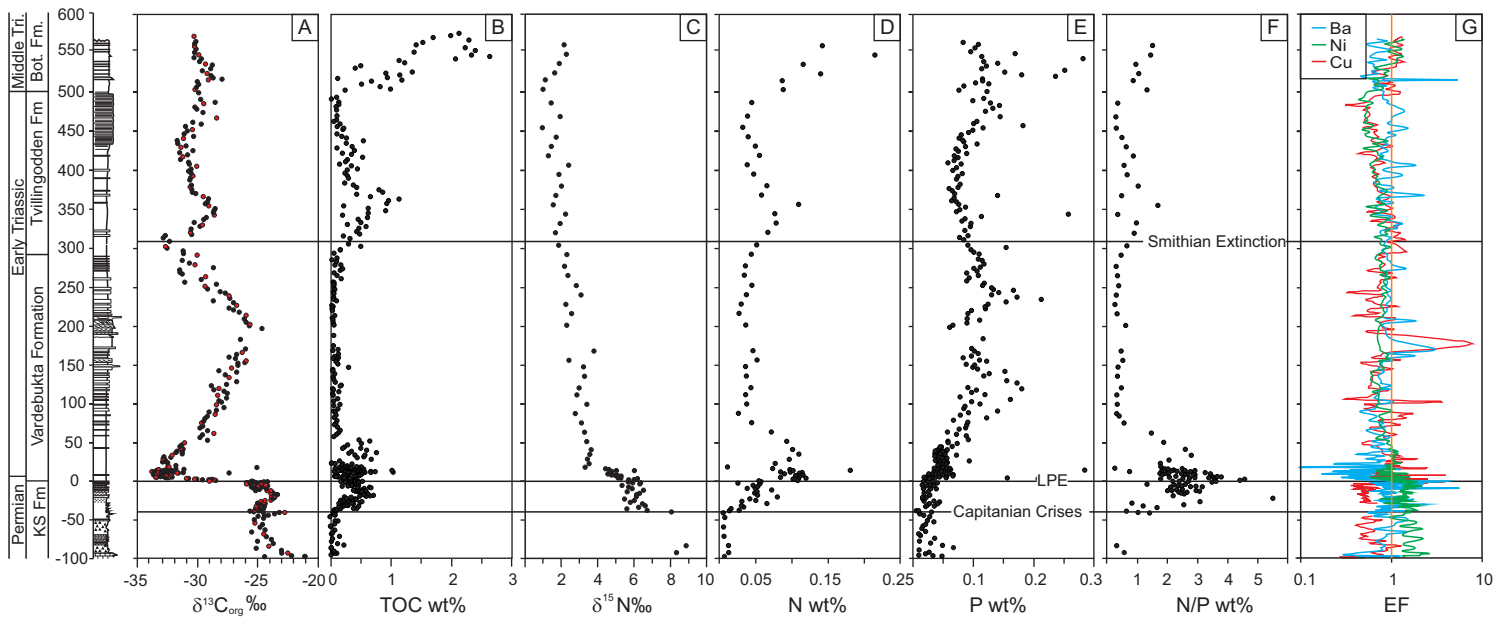 Middle Tri.
Bot. Fm.
Early Triassic
Tvillingodden Fm
Vardebukta Formation
Permian
KS Fm
600
550
500
450
400
350
300
250
200
150
100
50
0
-50
-100
A
B
C
D
E
F
G
Ba
Ni
Cu
Smithian Extinction
LPE
Capitanian Crises
-35 -30 -25 -20
0 1 2 3
0 2 4 6 8 10
0.05 0.15 0.25
0 0.1 0.2 0.3
0 1 2 3 4 5
0.1 1 10
δ¹³Corg ‰
TOC wt%
δ¹⁵N‰
N wt%
P wt%
N/P wt%
EF